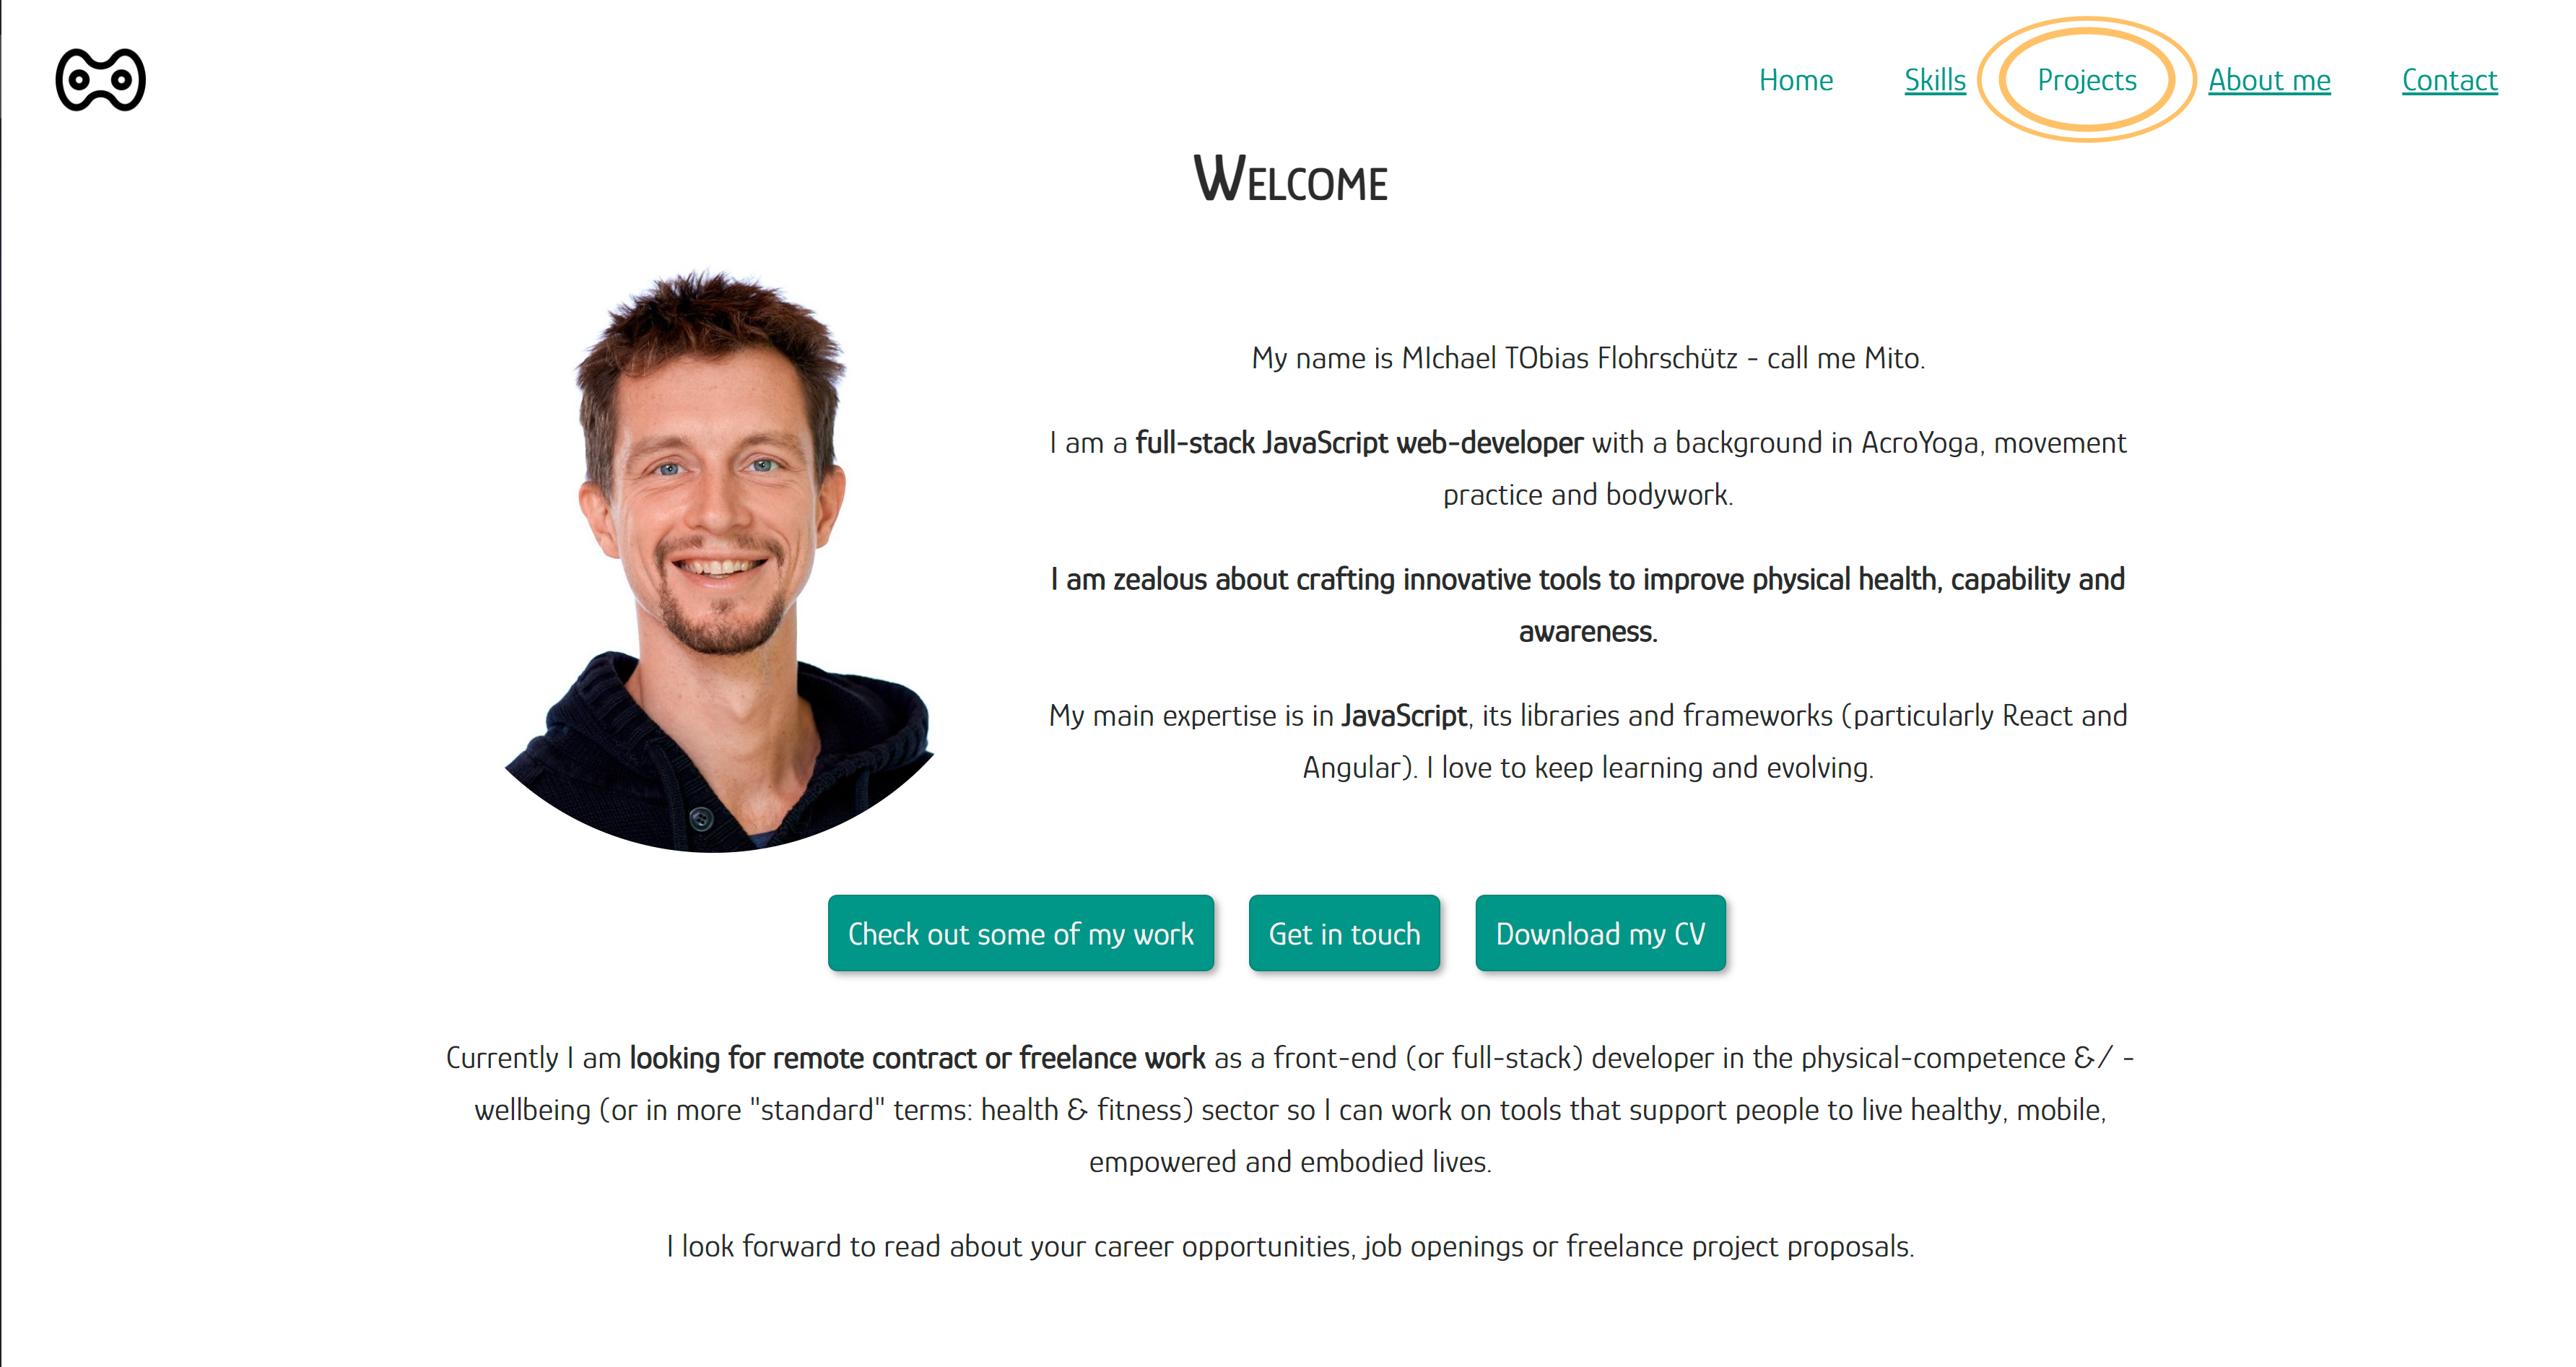 Home Skills Projects About me Contact
Welcome
My name is MIchael TObias Flohrschütz - call me Mito.
I am a full-stack JavaScript web-developer with a background in AcroYoga, movement
practice and bodywork.
I am zealous about crafting innovative tools to improve physical health, capability and
awareness.
My main expertise is in JavaScript, its libraries and frameworks (particularly React and
Angular). I love to keep learning and evolving.
Check out some of my work Get in touch Download my CV
Currently I am looking for remote contract or freelance work as a front-end (or full-stack) developer in the physical-competence &/ -
wellbeing (or in more "standard" terms: health & fitness) sector so I can work on tools that support people to live healthy, mobile,
empowered and embodied lives.
I look forward to read about your career opportunities, job openings or freelance project proposals.